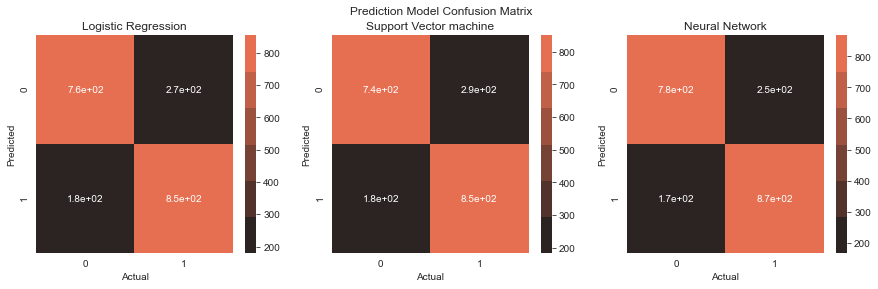 Prediction Model Confusion Matrix
Logistic Regression
Support Vector machine
Neural Network
0
7.6e+02
2.7e+02
1
1.8e+02
8.5e+02
Predicted
0
1
Actual
800
700
600
500
400
300
200
0
7.4e+02
2.9e+02
1
1.8e+02
8.5e+02
Predicted
0
1
Actual
800
700
600
500
400
300
200
0
7.8e+02
2.5e+02
1
1.7e+02
8.7e+02
Predicted
0
1
Actual
800
700
600
500
400
300
200